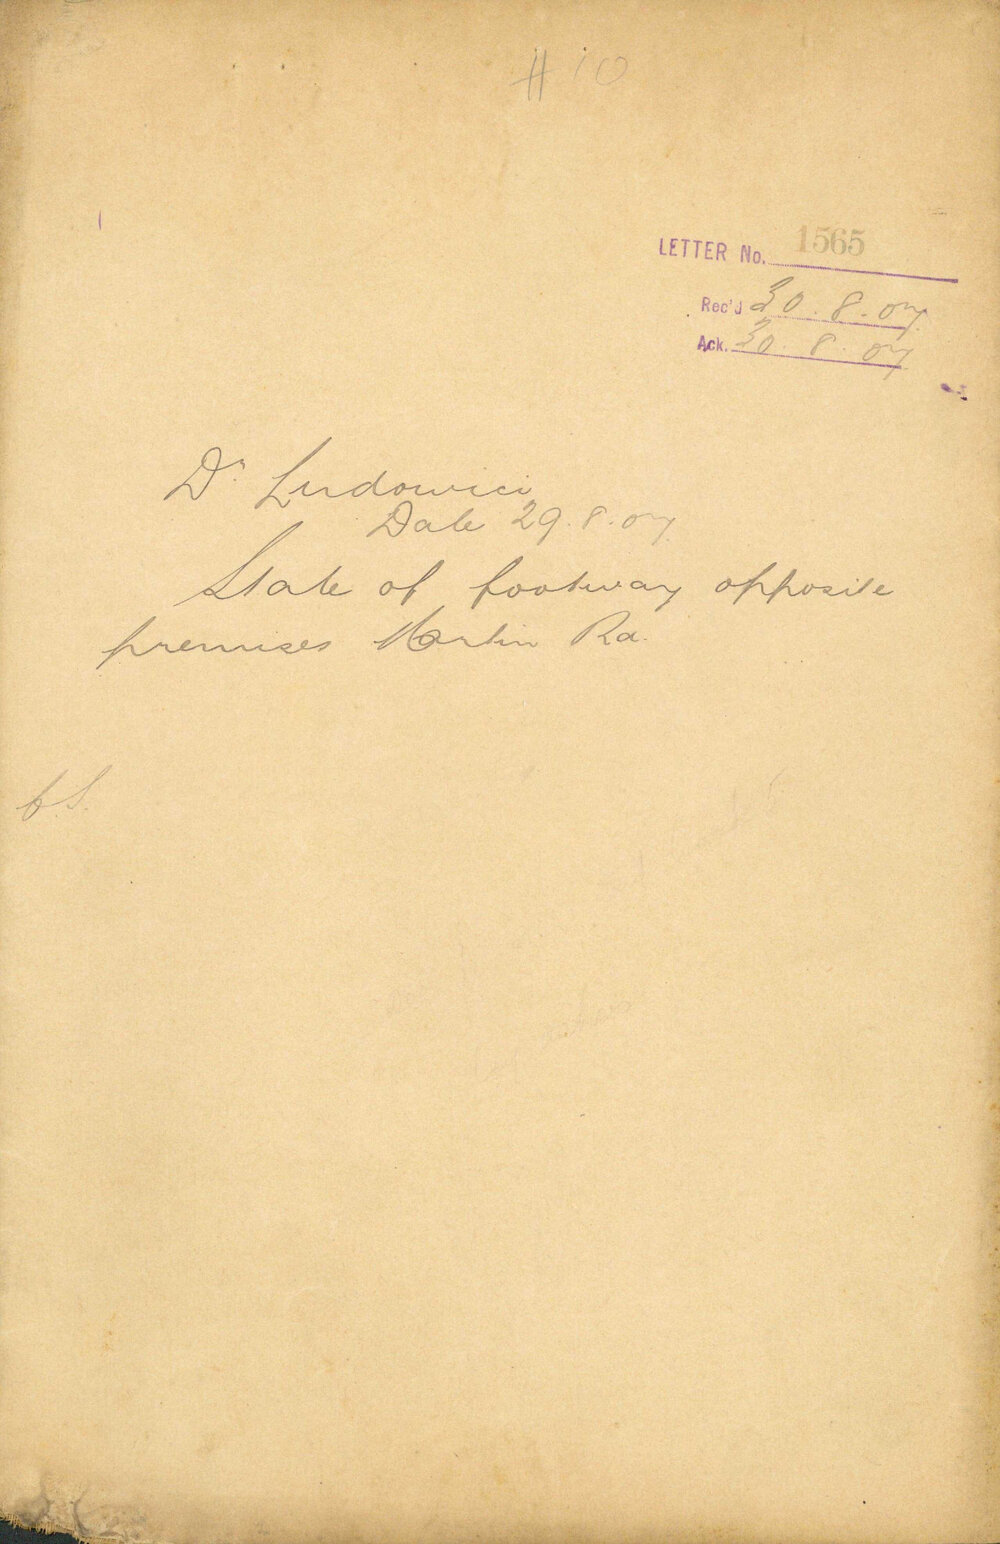 # 10
LETTER No. 1565
Rec'd 30.8.07
Ack. 30.8.07
Dr Ludowici
Date 29.8.07
State of footway opposite
premises Martin Rd.